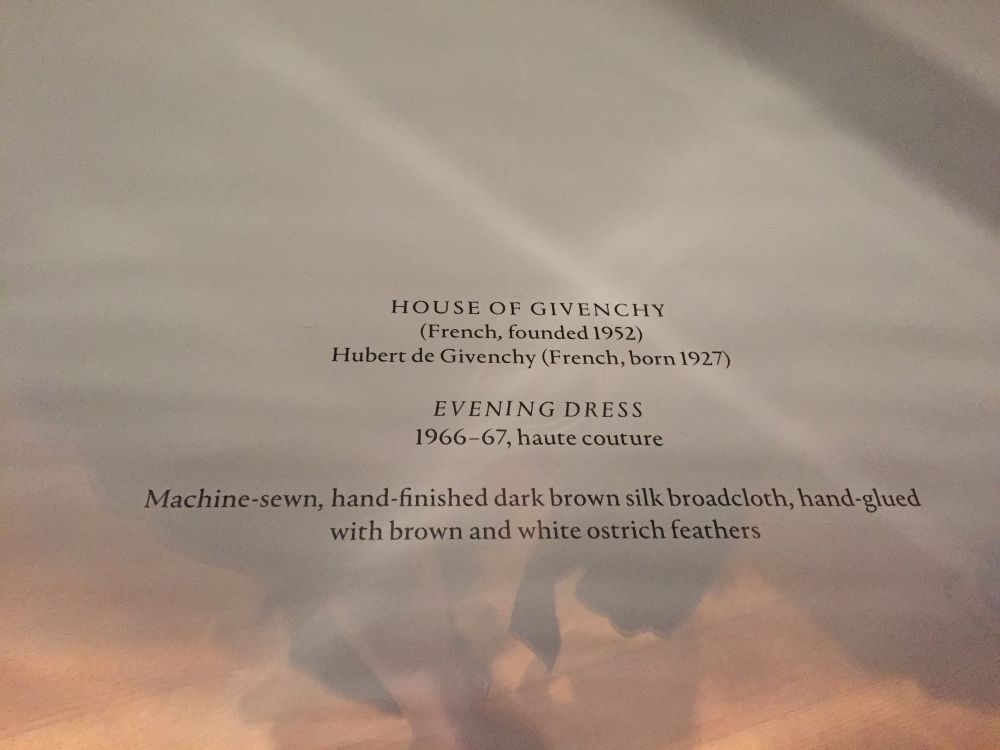 HOUSE OF GIVENCHY
(French, founded 1952)
Hubert de Givenchy (French, born 1927)
EVENING DRESS
1966–67, haute couture
Machine-sewn, hand-finished dark brown silk broadcloth, hand-glued
with brown and white ostrich feathers